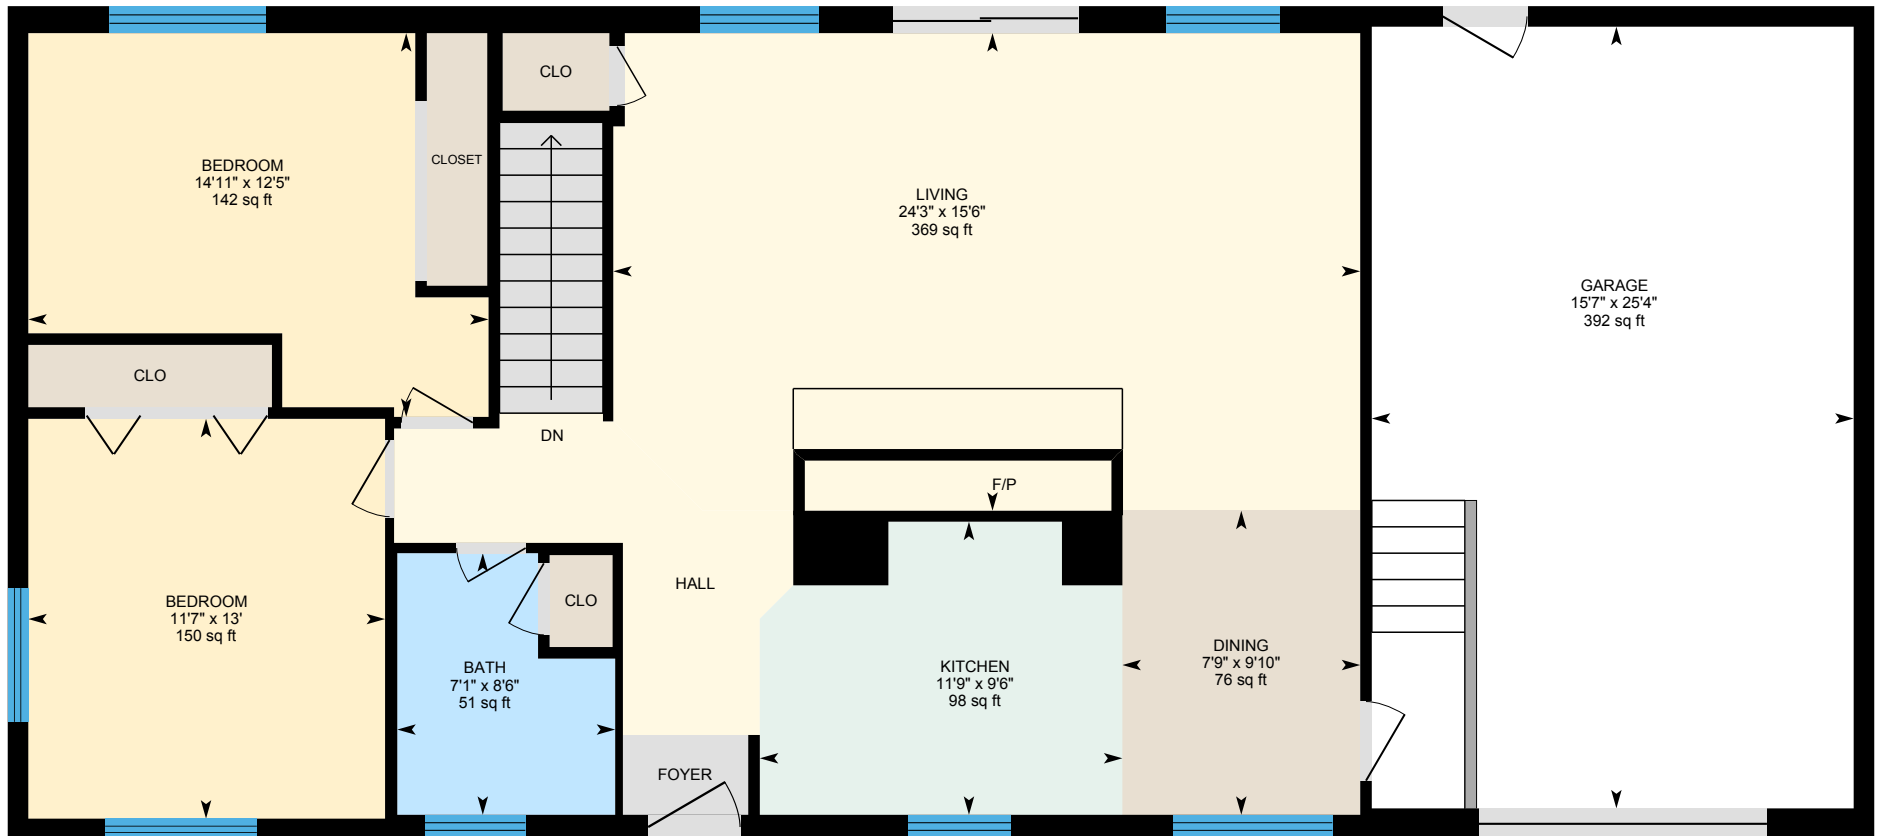 BEDROOM
14'11" x 12'5"
142 sq ft
CLOSET
CLO
LIVING
24'3" x 15'6"
369 sq ft
GARAGE
15'7" x 25'4"
392 sq ft
CLO
DN
F/P
HALL
BEDROOM
11'7" x 13'
150 sq ft
CLO
BATH
7'1" x 8'6"
51 sq ft
KITCHEN
11'9" x 9'6"
98 sq ft
DINING
7'9" x 9'10"
76 sq ft
FOYER